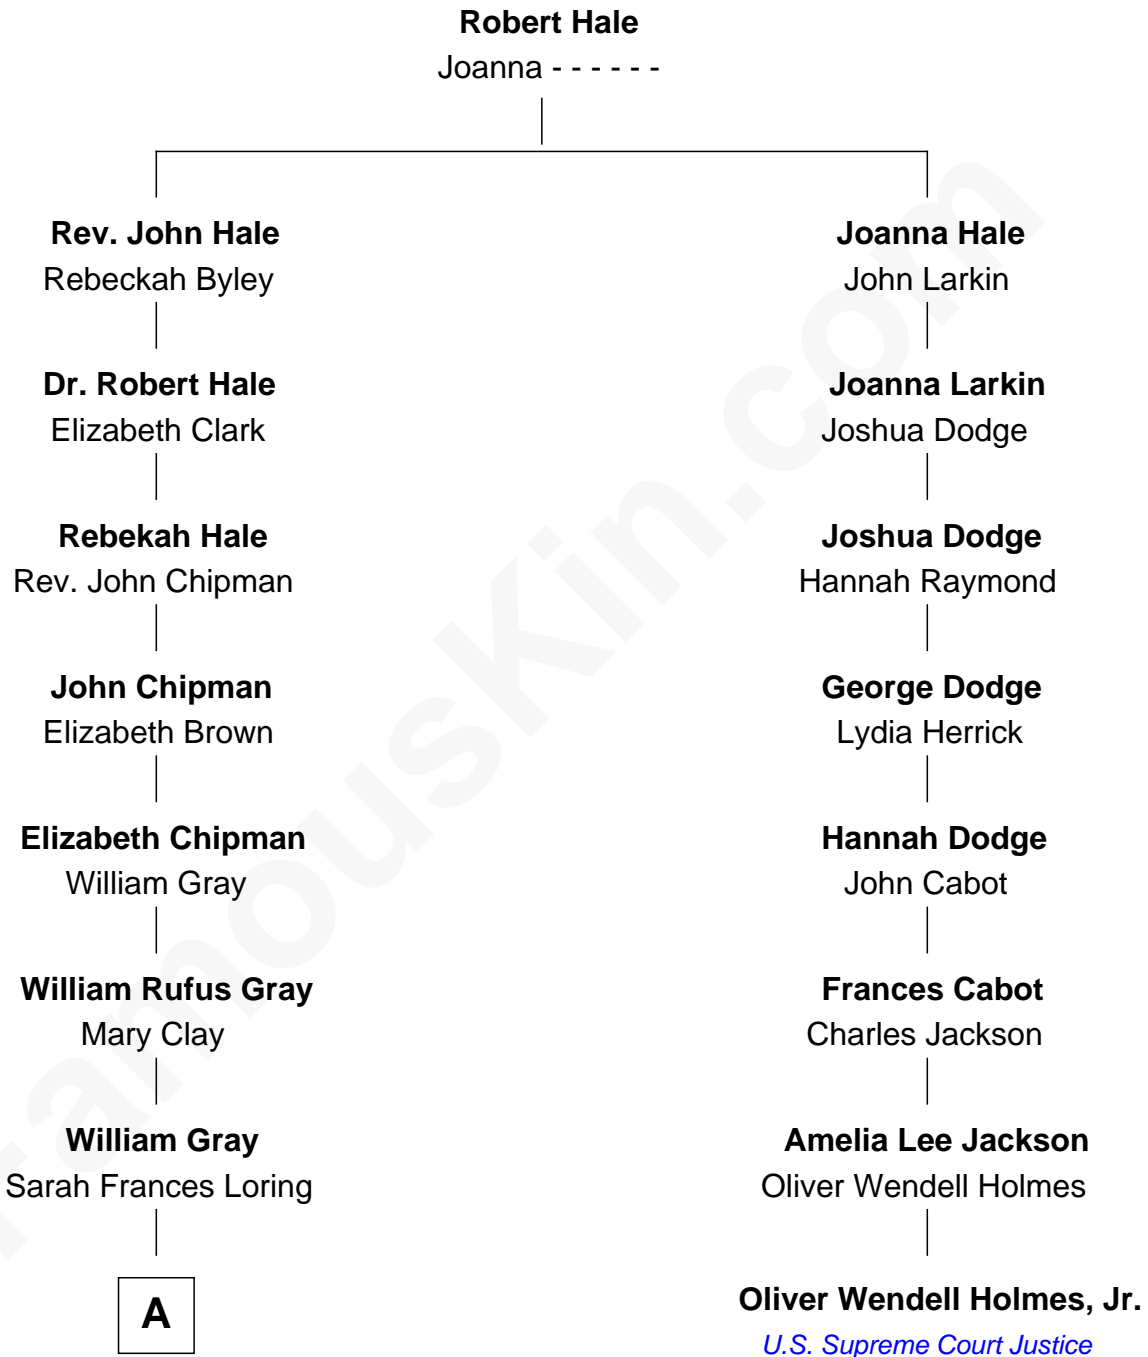 Robert Hale
Joanna - - - - - -
Rev. John Hale
Rebeckah Byley
Joanna Hale
John Larkin
Dr. Robert Hale
Elizabeth Clark
Joanna Larkin
Joshua Dodge
Rebekah Hale
Rev. John Chipman
Joshua Dodge
Hannah Raymond
John Chipman
Elizabeth Brown
George Dodge
Lydia Herrick
Elizabeth Chipman
William Gray
Hannah Dodge
John Cabot
William Rufus Gray
Mary Clay
Frances Cabot
Charles Jackson
William Gray
Sarah Frances Loring
Amelia Lee Jackson
Oliver Wendell Holmes
A
Oliver Wendell Holmes, Jr.
U.S. Supreme Court Justice
FamousKin.com